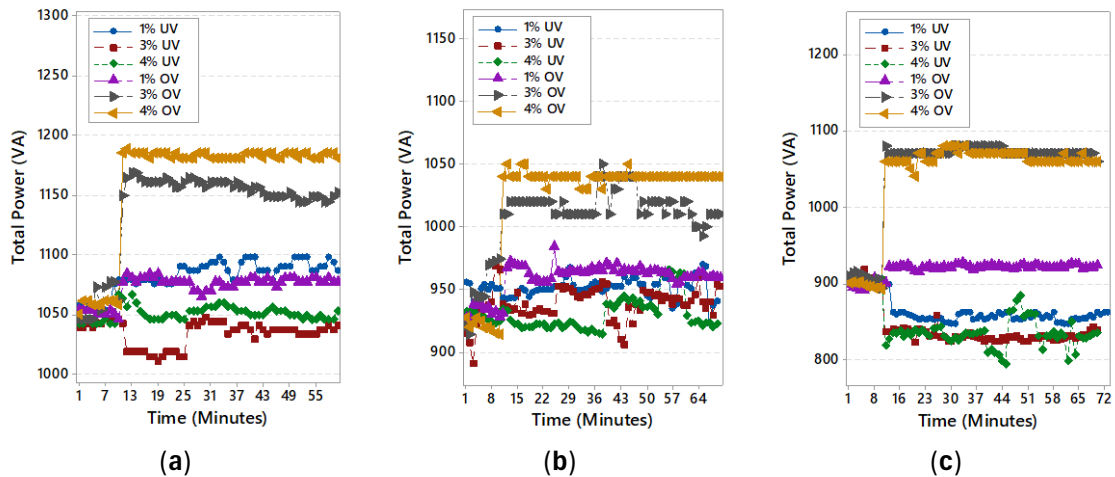 1300
1250
1200
1150
1100
1050
1000
Total Power (VA)
1% UV
3% UV
4% UV
1% OV
3% OV
4% OV
1 7 13 19 25 31 37 43 49 55
Time (Minutes)
(a)
1150
1100
1050
1000
950
900
Total Power (VA)
1% UV
3% UV
4% UV
1% OV
3% OV
4% OV
1 8 15 22 29 36 43 50 57 64
Time (Minutes)
(b)
1200
1100
1000
900
800
Total Power (VA)
1% UV
3% UV
4% UV
1% OV
3% OV
4% OV
1 8 16 23 30 37 44 51 58 65 72
Time (Minutes)
(c)